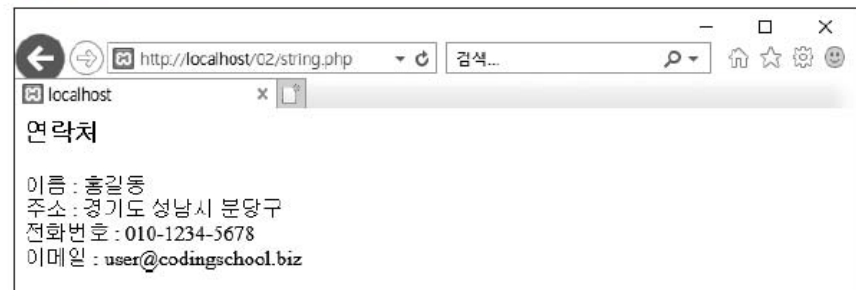 http://localhost/02/string.php
검색...
localhost
연락처
이름 : 홍길동
주소 : 경기도 성남시 분당구
전화번호 : 010-1234-5678
이메일 : user@codingschool.biz